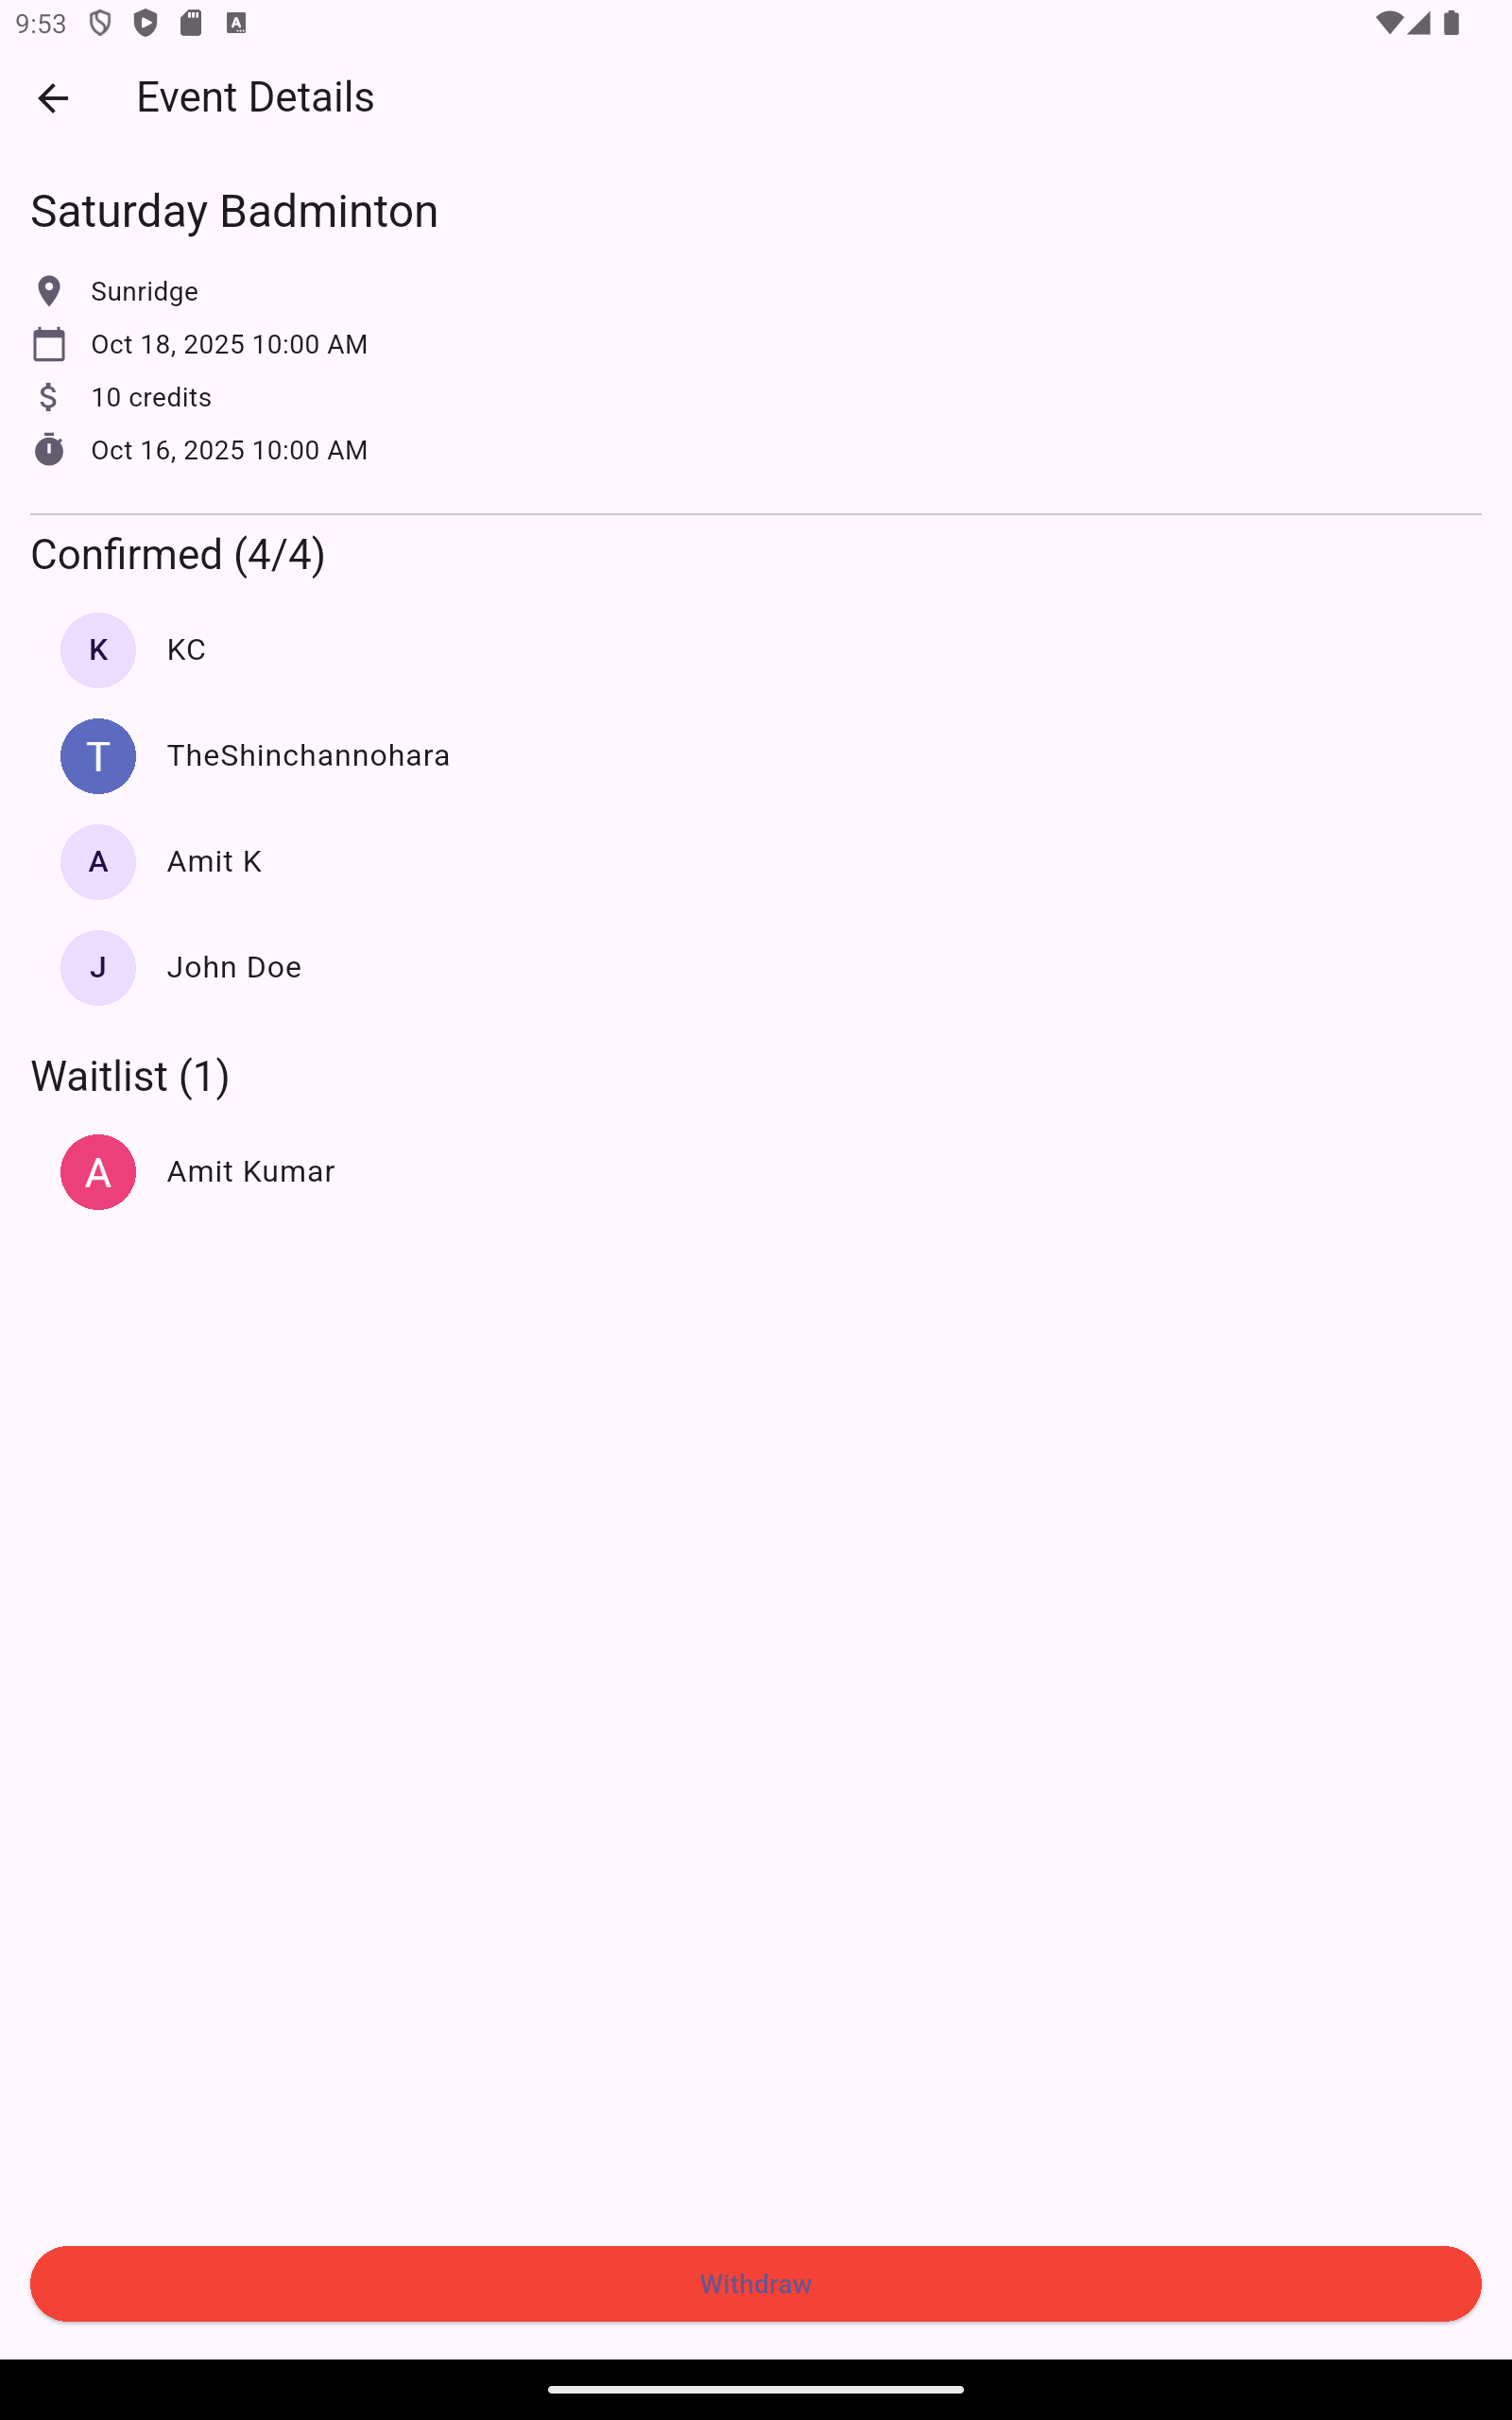 9:53
Event Details
Saturday Badminton
Sunridge
Oct 18, 2025 10:00 AM
$ 10 credits
Oct 16, 2025 10:00 AM
Confirmed (4/4)
K KC
T TheShinchannohara
A Amit K
J John Doe
Waitlist (1)
A Amit Kumar
Withdraw